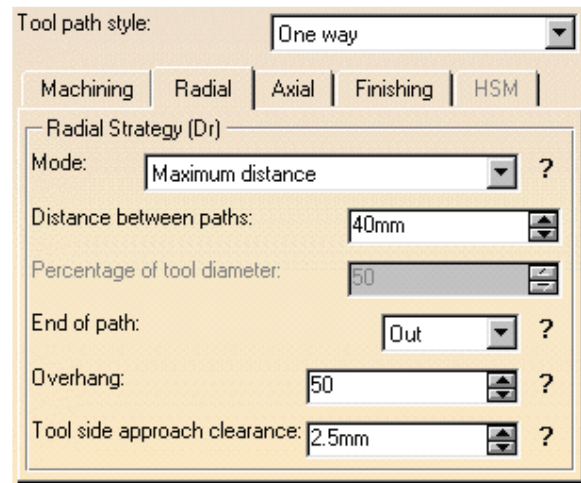 Tool path style: One way
Machining Radial Axial Finishing HSM
Radial Strategy (Dr)
Mode: Maximum distance ?
Distance between paths: 40mm
Percentage of tool diameter: 50
End of path: Out ?
Overhang: 50 ?
Tool side approach clearance: 2.5mm ?